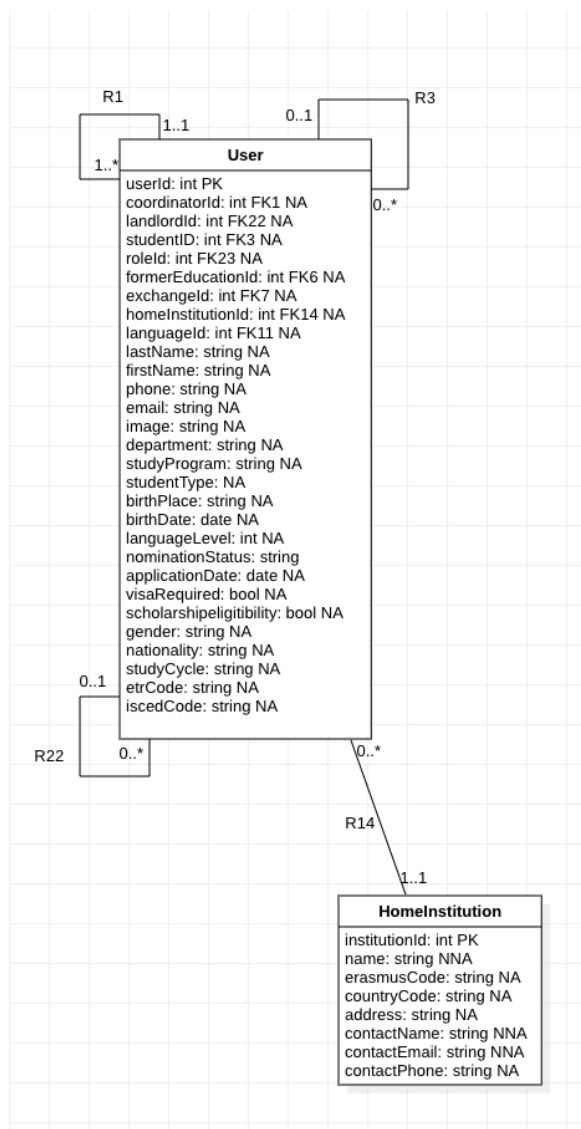 R1
R3
0..1
1..1
User
1..*
userId: int PK
coordinatorId: int FK1 NA
landlordId: int FK22 NA
0..*
studentID: int FK3 NA
roleId: int FK23 NA
formerEducationId: int FK6 NA
exchangeId: int FK7 NA
homeInstitutionId: int FK14 NA
languageId: int FK11 NA
lastName: string NA
firstName: string NA
phone: string NA
email: string NA
image: string NA
department: string NA
studyProgram: string NA
studentType: NA
birthPlace: string NA
birthDate: date NA
languageLevel: int NA
nominationStatus: string
applicationDate: date NA
visaRequired: bool NA
scholarshipeligitibility: bool NA
gender: string NA
nationality: string NA
studyCycle: string NA
0..1
etrCode: string NA
iscedCode: string NA
R22
0..*
0..*
R14
1..1
HomeInstitution
institutionId: int PK
name: string NNA
erasmusCode: string NA
countryCode: string NA
address: string NA
contactName: string NNA
contactEmail: string NNA
contactPhone: string NA